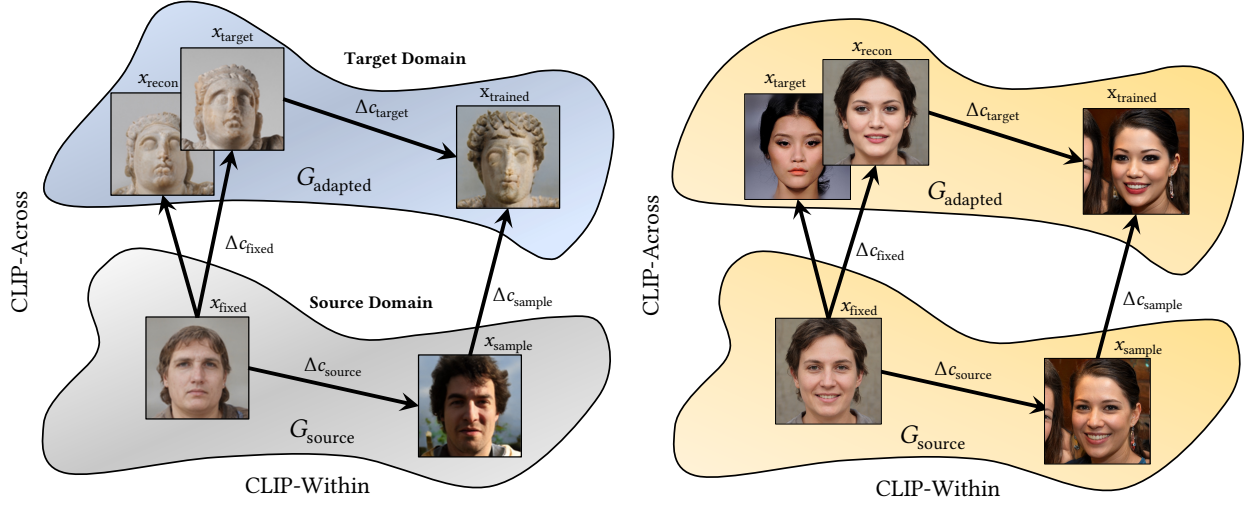 x_target
Target Domain
x_recon
x_trained
Δc_target
G_adapted
CLIP-Across
Δc_fixed
x_fixed
Source Domain
Δc_sample
x_sample
Δc_source
G_source
CLIP-Within
x_recon
x_target
x_trained
Δc_target
G_adapted
CLIP-Across
Δc_fixed
x_fixed
Δc_sample
x_sample
Δc_source
G_source
CLIP-Within